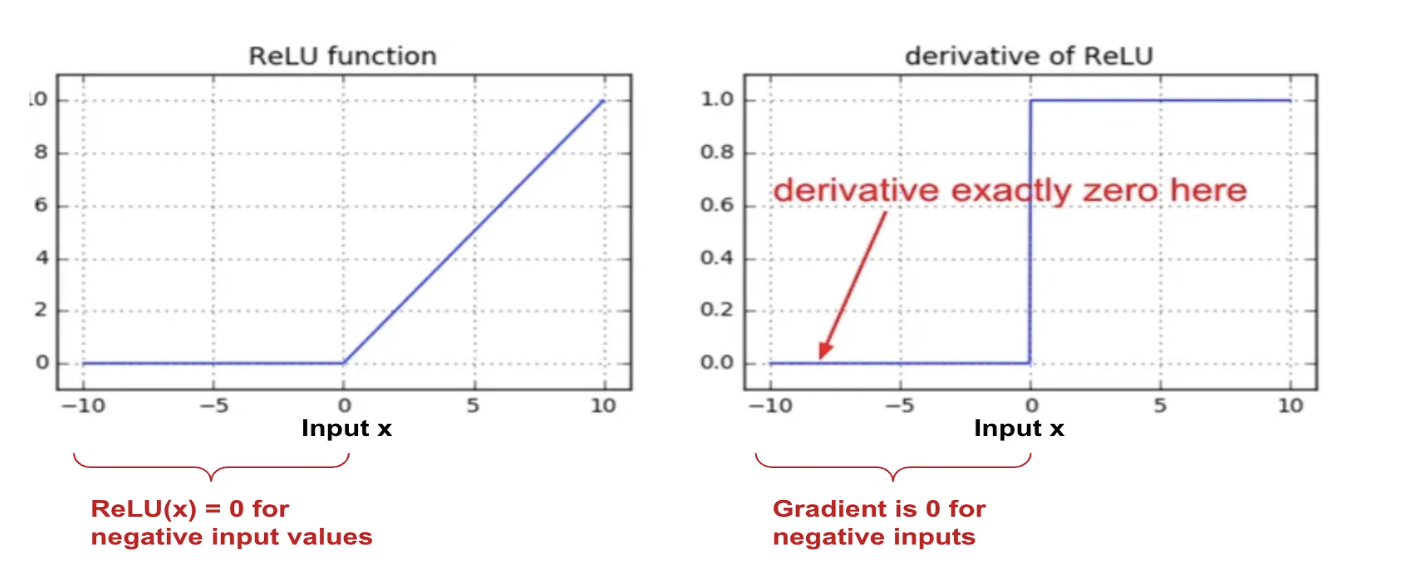 ReLU function
10
8
6
4
2
0
−10 −5 0 5 10
Input x
ReLU(x) = 0 for
negative input values
derivative of ReLU
1.0
0.8
derivative exactly zero here
0.6
0.4
0.2
0.0
−10 −5 0 5 10
Input x
Gradient is 0 for
negative inputs